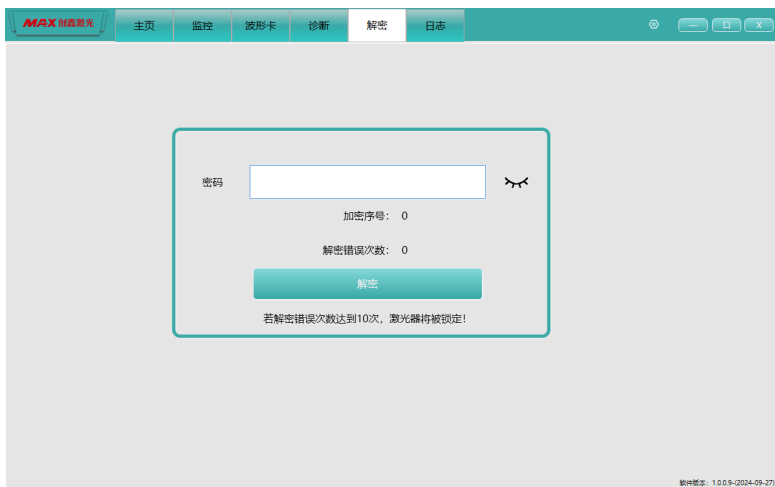 MAX 创鑫激光 主页 监控 波形卡 诊断 解密 日志
密码
加密序号： 0
解密错误次数： 0
解密
若解密错误次数达到10次，激光器将被锁定！
软件版本：1.0.0.9-(2024-09-27)